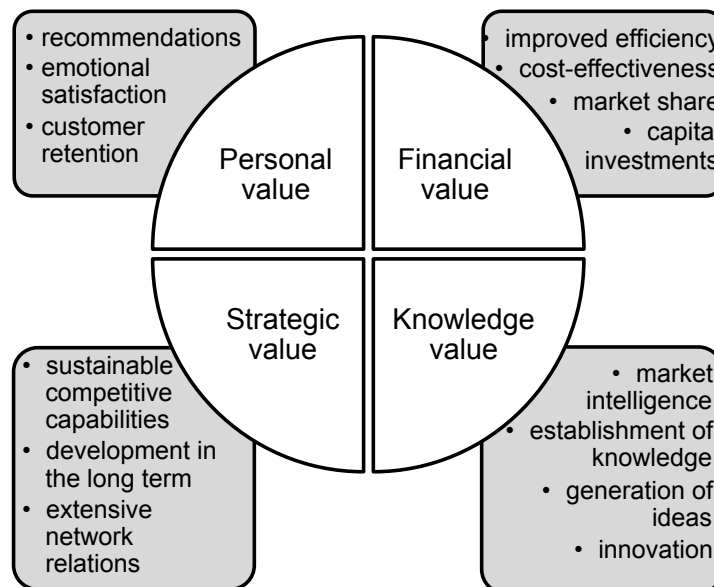 • recommendations
• emotional
satisfaction
• customer
retention
Personal
value
• improved efficiency
• cost-effectiveness
• market share
• capital
investments
Financial
value
• sustainable
competitive
capabilities
• development in
the long term
• extensive
network
relations
Strategic
value
• market
intelligence
• establishment of
knowledge
• generation of
ideas
• innovation
Knowledge
value